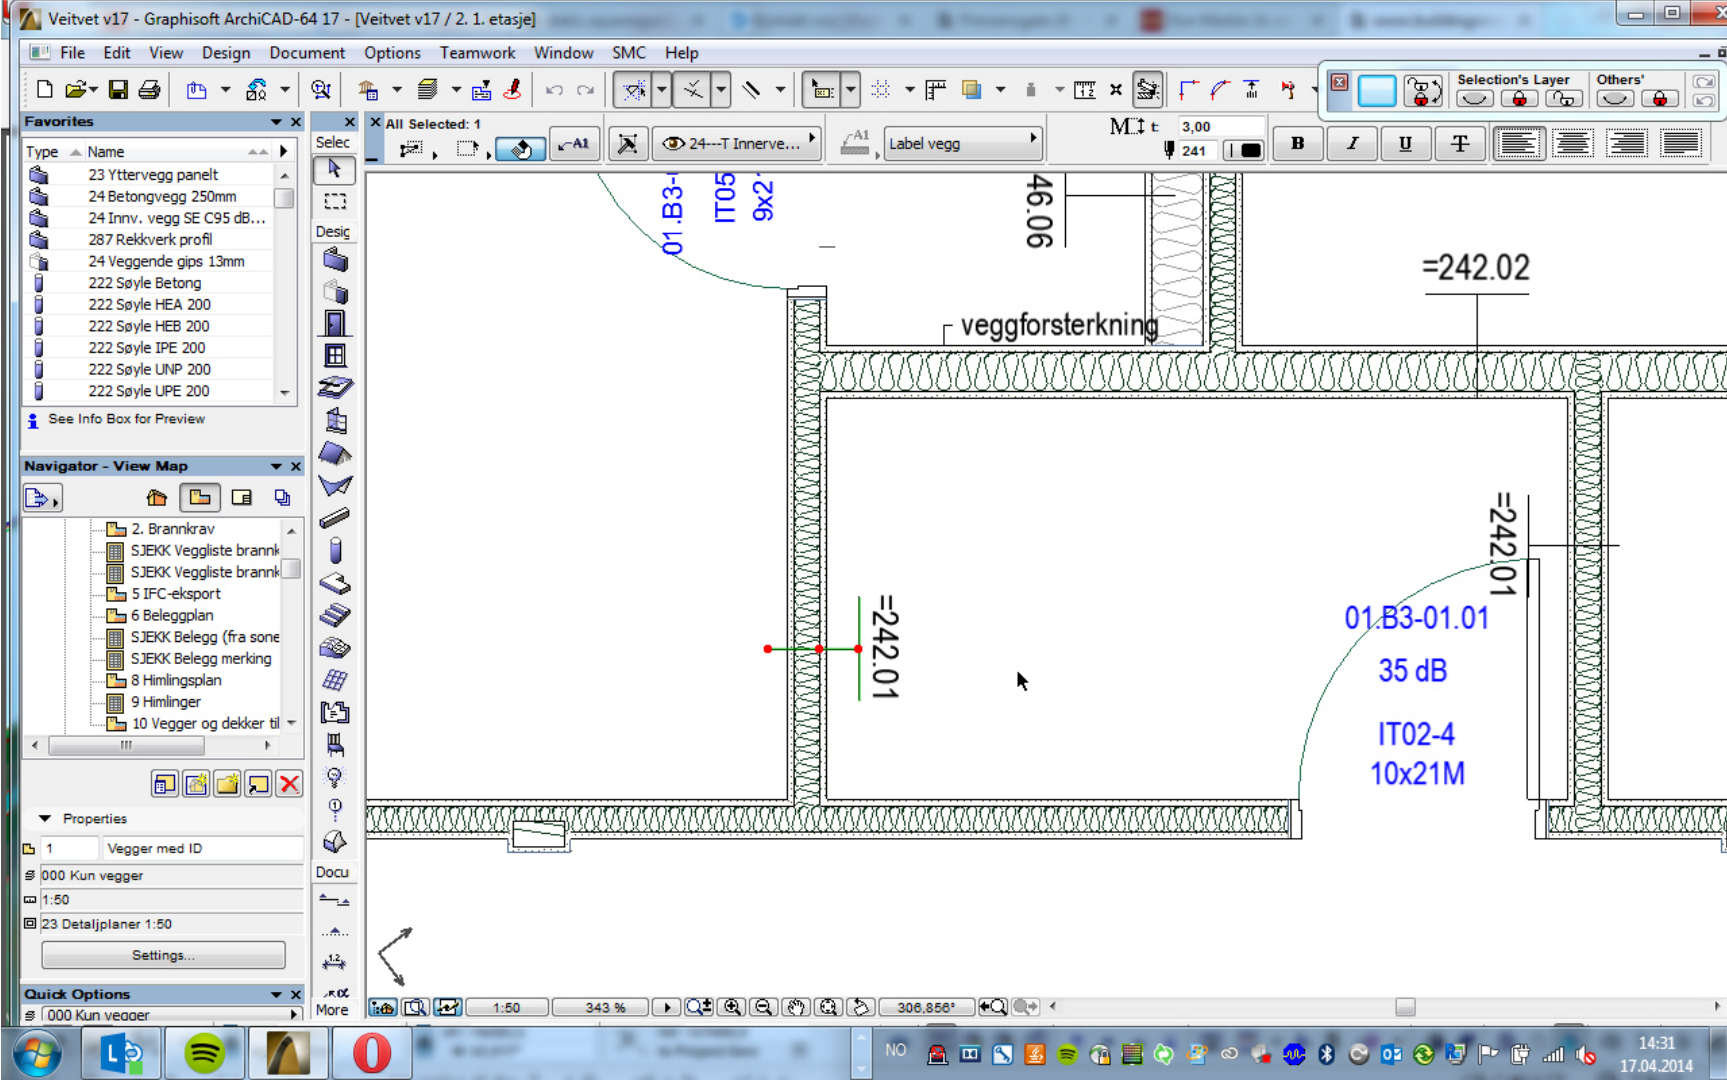 Veitvet v17 - Graphisoft ArchiCAD-64 17 - [Veitvet v17 / 2. 1. etasje]
File Edit View Design Document Options Teamwork Window SMC Help
Selection's Layer Others'
Favorites
Type Name
23 Yttervegg panelt
24 Betongvegg 250mm
24 Innv. vegg SE C95 dB...
287 Rekkverk profil
24 Veggende gips 13mm
222 Søyle Betong
222 Søyle HEA 200
222 Søyle HEB 200
222 Søyle IPE 200
222 Søyle UNP 200
222 Søyle UPE 200
See Info Box for Preview
Navigator - View Map
2. Brannkrav
SJEKK Veggliste brannk
SJEKK Veggliste brannk
5 IFC-eksport
6 Beleggplan
SJEKK Belegg (fra sone
SJEKK Belegg merking
8 Himlingsplan
9 Himlinger
10 Vegger og dekker til
Properties
1 Vegger med ID
000 Kun vegger
1:50
23 Detaljplaner 1:50
Settings...
Quick Options
000 Kun vegger
Selec
Desig
Docu
More
All Selected: 1
A1
24---T Innerve...
A1
Label vegg
M t: 3,00
241
B I U T
01.B3-
IT05
9x2
46.06
=242.02
veggforsterkning
=242.01
=242.01
01.B3-01.01
35 dB
IT02-4
10x21M
1:50 343 % 306,856°
NO
14:31
17.04.2014